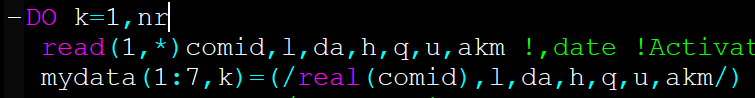 DO k=1,nr
read(1,*)comid,l,da,h,q,u,akm !,date !Activat
mydata(1:7,k)=(/real(comid),l,da,h,q,u,akm/)